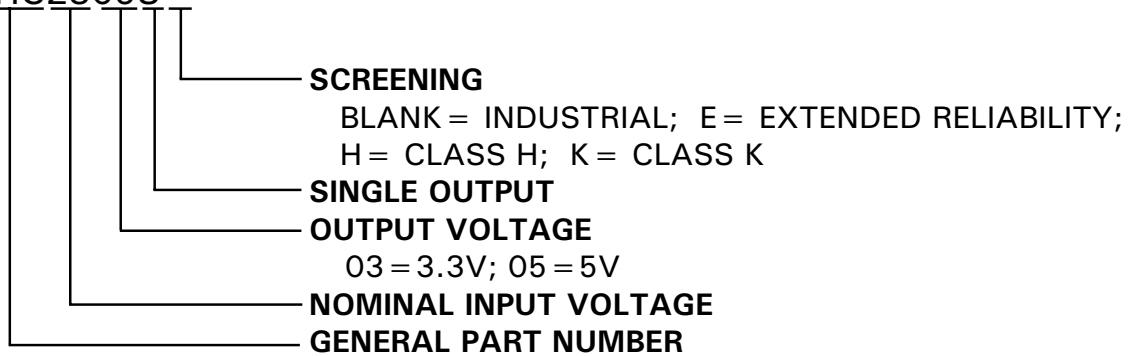 SCREENING
BLANK = INDUSTRIAL; E = EXTENDED RELIABILITY;
H = CLASS H; K = CLASS K
SINGLE OUTPUT
OUTPUT VOLTAGE
03 = 3.3V; 05 = 5V
NOMINAL INPUT VOLTAGE
GENERAL PART NUMBER